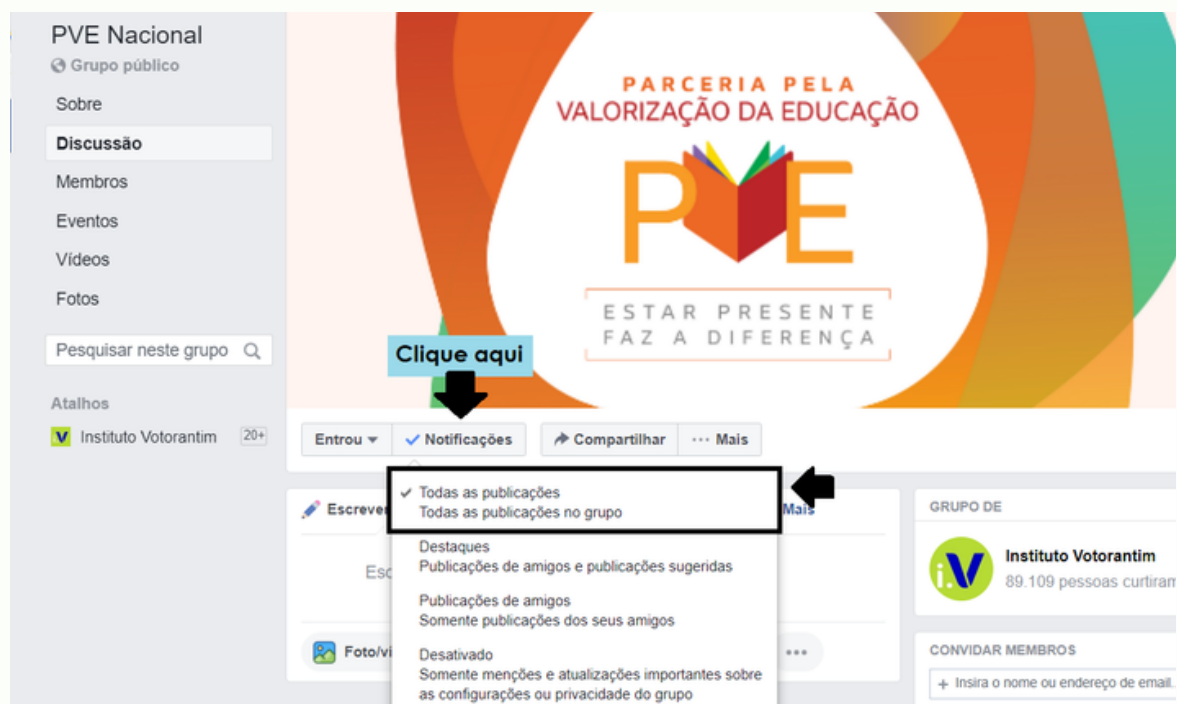 PVE Nacional
Grupo público
Sobre
Discussão
Membros
Eventos
Vídeos
Fotos
Pesquisar neste grupo
Atalhos
Instituto Votorantim 20+
PARCERIA PELA
VALORIZAÇÃO DA EDUCAÇÃO
PVE
ESTAR PRESENTE
FAZ A DIFERENÇA
Clique aqui
Entrou Notificações Compartilhar Mais
Todas as publicações
Todas as publicações no grupo
Destaques
Publicações de amigos e publicações sugeridas
Publicações de amigos
Somente publicações dos seus amigos
Desativado
Somente menções e atualizações importantes sobre
as configurações ou privacidade do grupo
Mais
GRUPO DE
i.V
Instituto Votorantim
89.109 pessoas curtiram
CONVIDAR MEMBROS
+ Insira o nome ou endereço de email..